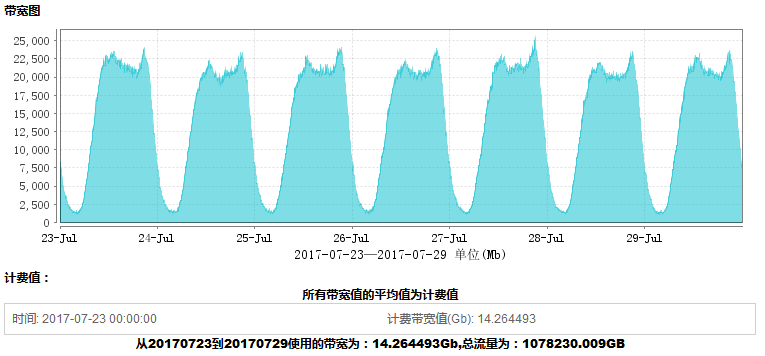 带宽图
25,000
22,500
20,000
17,500
15,000
12,500
10,000
7,500
5,000
2,500
0
23-Jul 24-Jul 25-Jul 26-Jul 27-Jul 28-Jul 29-Jul
2017-07-23—2017-07-29 单位(Mb)
计费值：
所有带宽值的平均值为计费值
时间: 2017-07-23 00:00:00 计费带宽值(Gb): 14.264493
从20170723到20170729使用的带宽为：14.264493Gb,总流量为：1078230.009GB